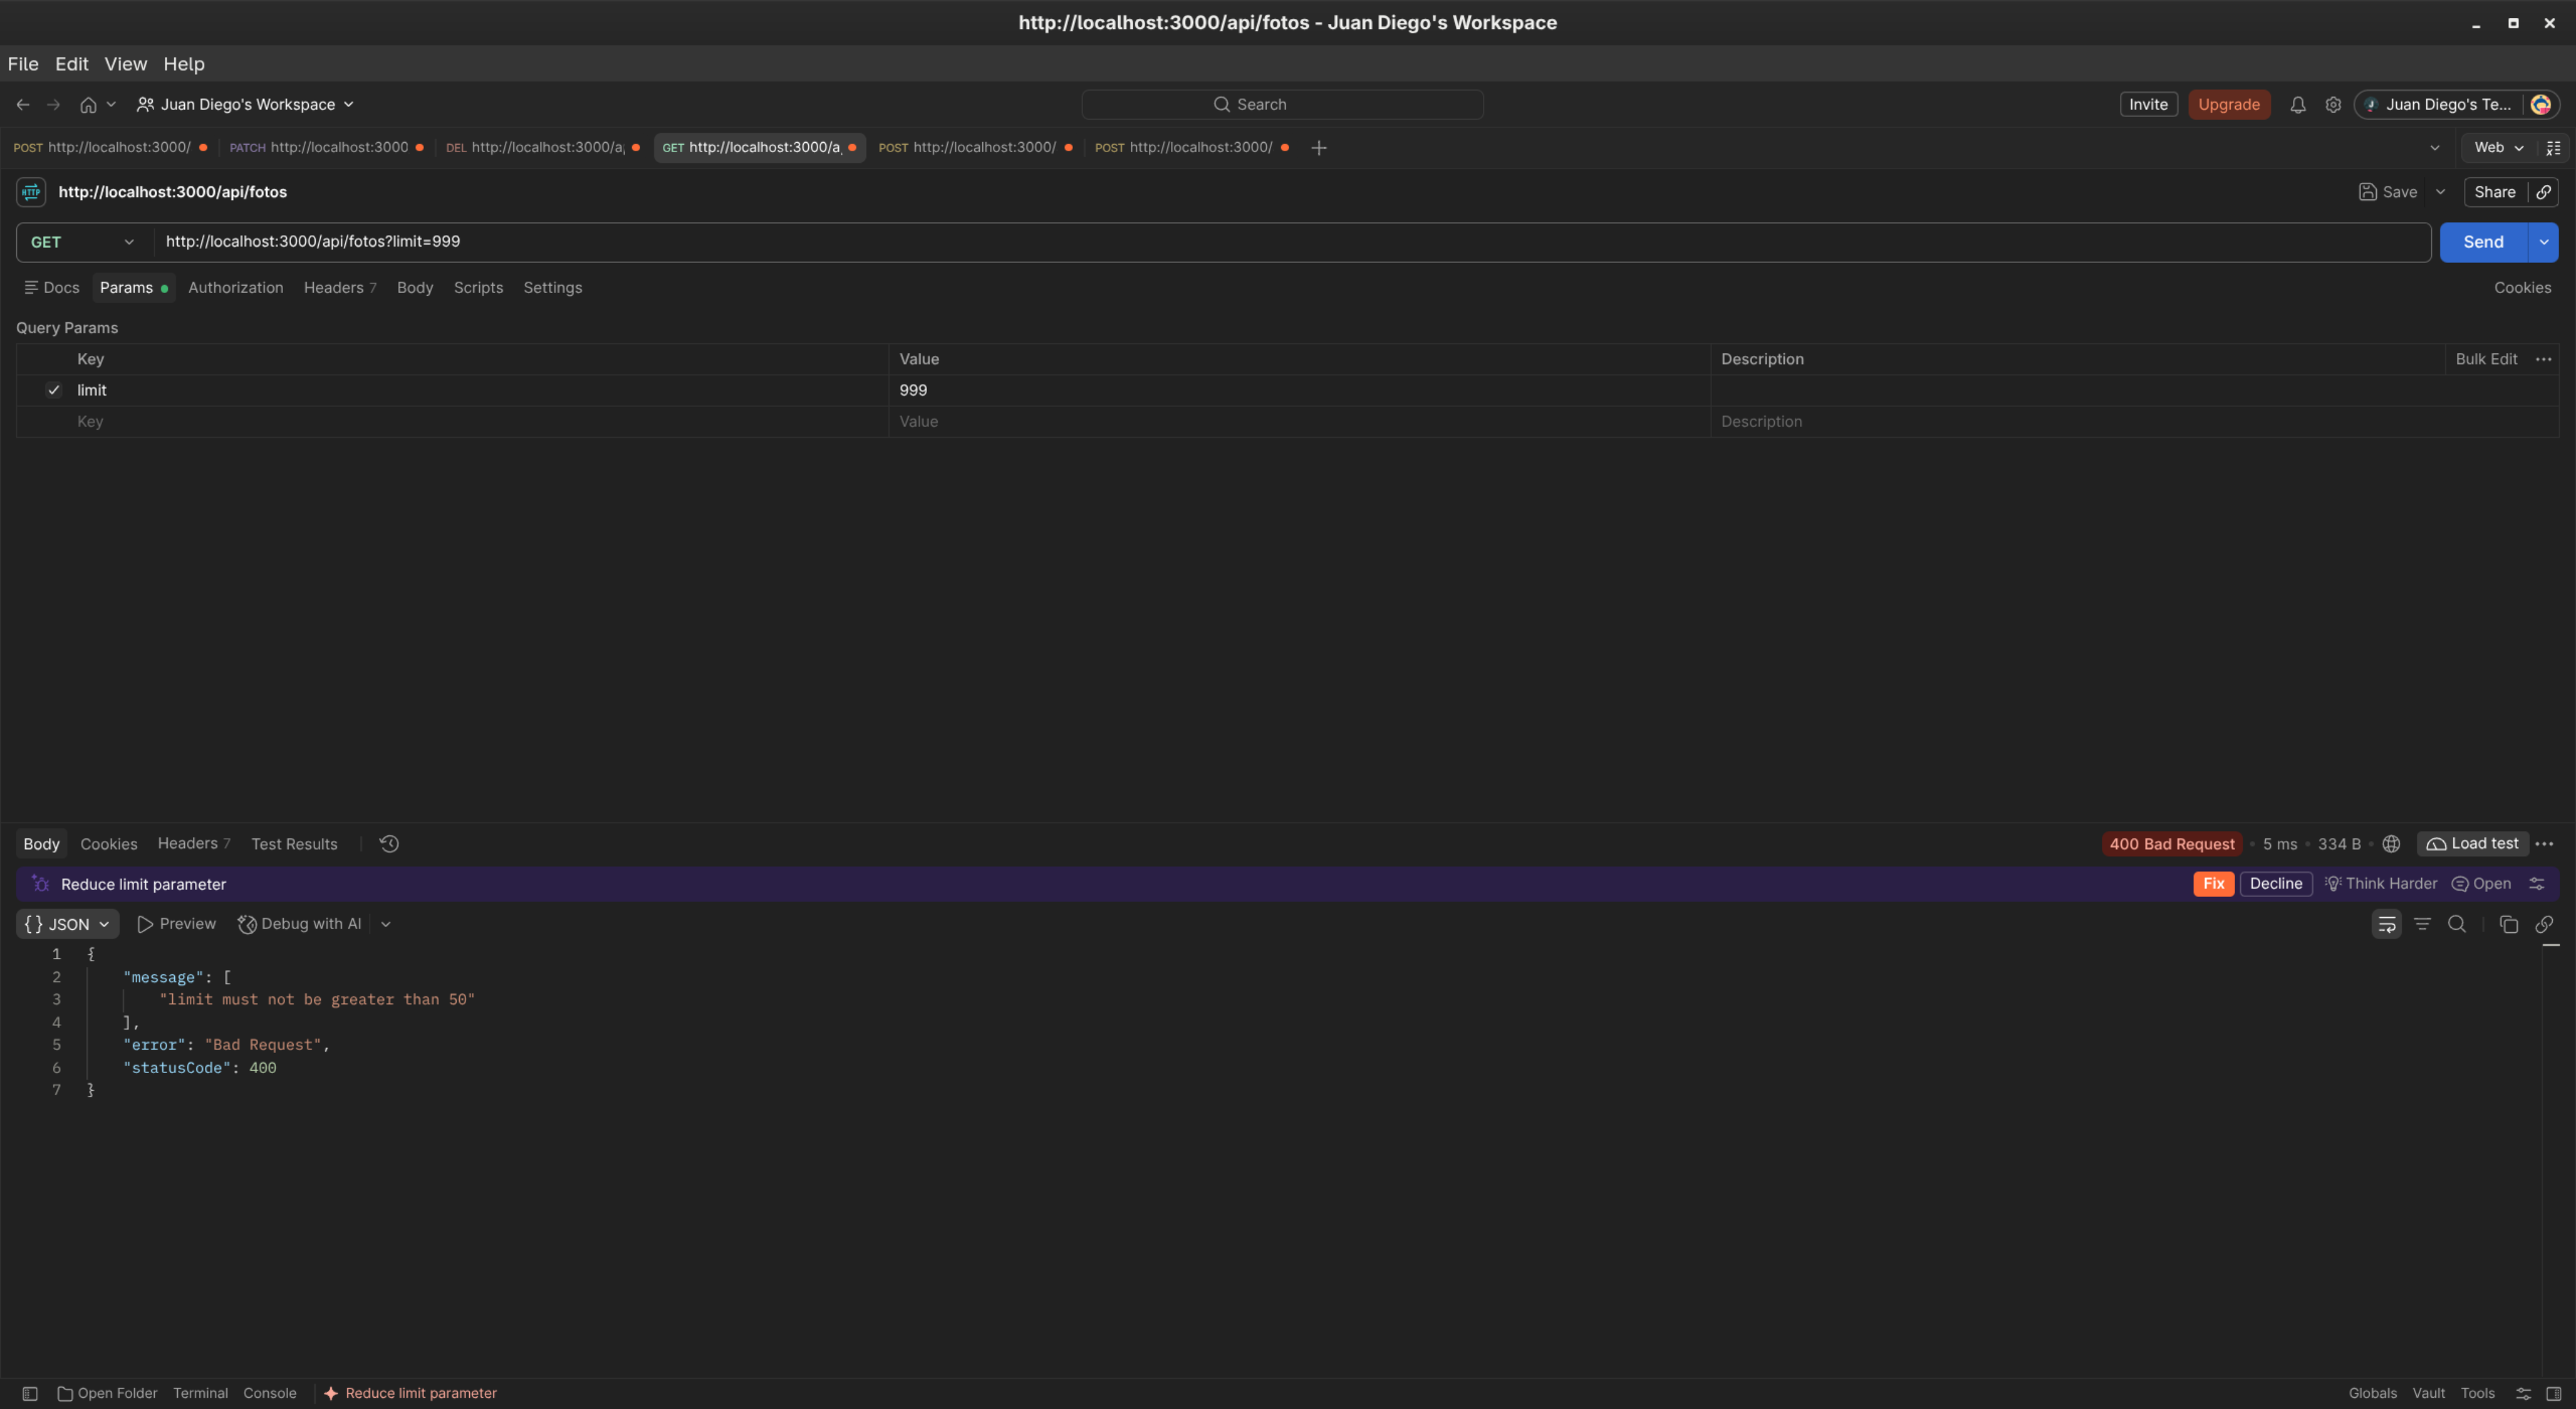 http://localhost:3000/api/fotos - Juan Diego's Workspace
File Edit View Help
Juan Diego's Workspace Search Invite Upgrade Juan Diego's Te...
POST http://localhost:3000/ PATCH http://localhost:3000 DEL http://localhost:3000/a GET http://localhost:3000/a POST http://localhost:3000/ POST http://localhost:3000/ Web
HTTP http://localhost:3000/api/fotos Save Share
GET http://localhost:3000/api/fotos?limit=999 Send
Docs Params Authorization Headers 7 Body Scripts Settings Cookies
Query Params
Key Value Description Bulk Edit
limit 999
Key Value Description
Body Cookies Headers 7 Test Results 400 Bad Request 5 ms 334 B Load test
Reduce limit parameter Fix Decline Think Harder Open
{} JSON Preview Debug with AI
1 {
2 "message": [
3 "limit must not be greater than 50"
4 ],
5 "error": "Bad Request",
6 "statusCode": 400
7 }
Open Folder Terminal Console Reduce limit parameter Globals Vault Tools